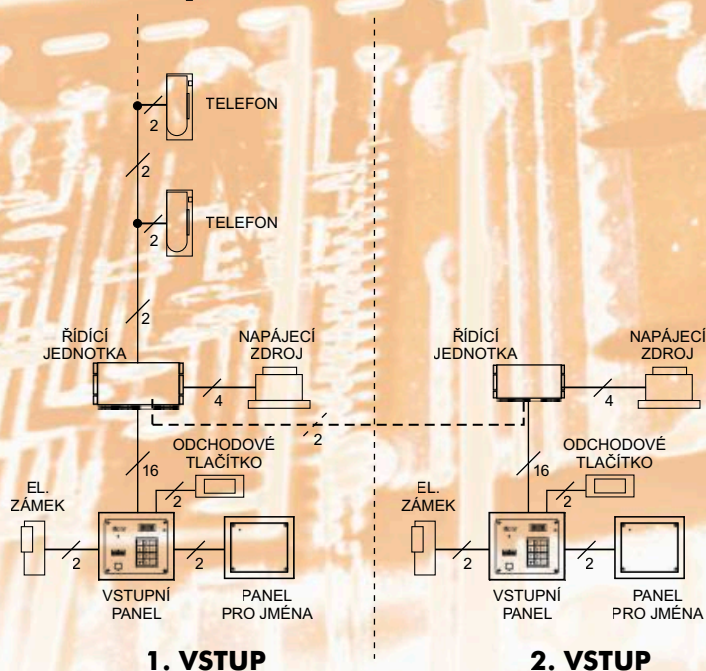 TELEFON
2
2
TELEFON
2
2
ŘÍDÍCÍ
JEDNOTKA
NAPÁJECÍ
ZDROJ
4
2
16
ODCHODOVÉ
TLAČÍTKO
2
EL.
ZÁMEK
2
2
VSTUPNÍ
PANEL
PANEL
PRO JMÉNA
1. VSTUP
ŘÍDÍCÍ
JEDNOTKA
NAPÁJECÍ
ZDROJ
4
16
ODCHODOVÉ
TLAČÍTKO
2
EL.
ZÁMEK
2
2
VSTUPNÍ
PANEL
PANEL
PRO JMÉNA
2. VSTUP